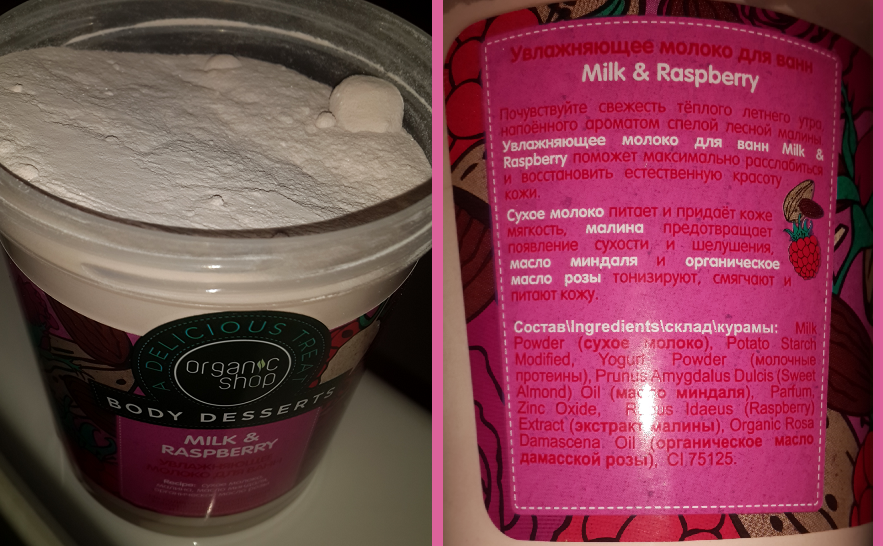 A DELICIOUS TREAT
organic
shop
BODY DESSERTS
MILK &
RASPBERRY
УВЛАЖНЯЮЩЕЕ
Увлажняющее молоко для ванн
Milk & Raspberry
Почувствуйте свежесть тёплого летнего утра,
напоённого ароматом спелой лесной малины.
Увлажняющее молоко для ванн Milk &
Raspberry поможет максимально расслабиться
и восстановить естественную красоту
кожи.
Сухое молоко питает и придаёт коже
мягкость, малина предотвращает
появление сухости и шелушения,
масло миндаля и органическое
масло розы тонизируют, смягчают и
питают кожу.
Состав\Ingredients\склад\курамы: Milk
Powder (сухое молоко), Potato Starch
Modified, Yogurt Powder (молочные
протеины), Prunus Amygdalus Dulcis (Sweet
Almond) Oil (масло миндаля), Parfum,
Zinc Oxide, Rubus Idaeus (Raspberry)
Extract (экстракт малины), Organic Rosa
Damascena Oil (органическое масло
дамасской розы), CI 75125.